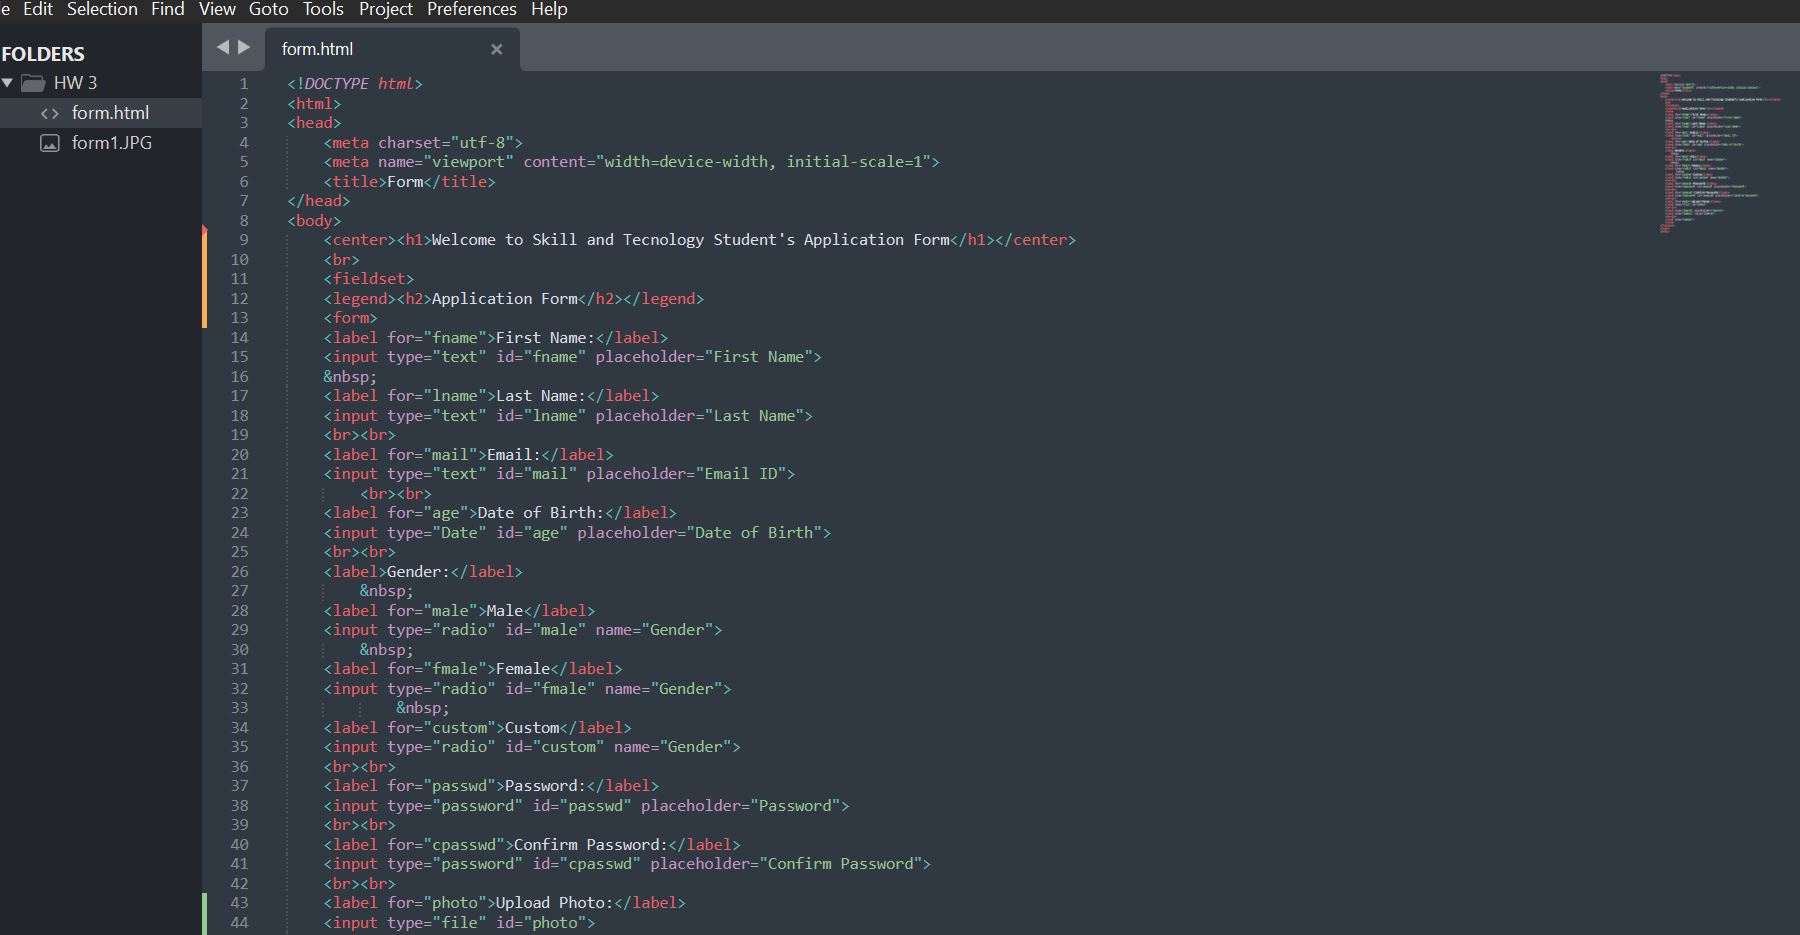 e Edit Selection Find View Goto Tools Project Preferences Help
FOLDERS
HW 3
form.html
form1.JPG
form.html ×
1 <!DOCTYPE html>
2 <html>
3 <head>
4 <meta charset="utf-8">
5 <meta name="viewport" content="width=device-width, initial-scale=1">
6 <title>Form</title>
7 </head>
8 <body>
9 <center><h1>Welcome to Skill and Tecnology Student's Application Form</h1></center>
10 <br>
11 <fieldset>
12 <legend><h2>Application Form</h2></legend>
13 <form>
14 <label for="fname">First Name:</label>
15 <input type="text" id="fname" placeholder="First Name">
16 &nbsp;
17 <label for="lname">Last Name:</label>
18 <input type="text" id="lname" placeholder="Last Name">
19 <br><br>
20 <label for="mail">Email:</label>
21 <input type="text" id="mail" placeholder="Email ID">
22 <br><br>
23 <label for="age">Date of Birth:</label>
24 <input type="Date" id="age" placeholder="Date of Birth">
25 <br><br>
26 <label>Gender:</label>
27 &nbsp;
28 <label for="male">Male</label>
29 <input type="radio" id="male" name="Gender">
30 &nbsp;
31 <label for="fmale">Female</label>
32 <input type="radio" id="fmale" name="Gender">
33 &nbsp;
34 <label for="custom">Custom</label>
35 <input type="radio" id="custom" name="Gender">
36 <br><br>
37 <label for="passwd">Password:</label>
38 <input type="password" id="passwd" placeholder="Password">
39 <br><br>
40 <label for="cpasswd">Confirm Password:</label>
41 <input type="password" id="cpasswd" placeholder="Confirm Password">
42 <br><br>
43 <label for="photo">Upload Photo:</label>
44 <input type="file" id="photo">